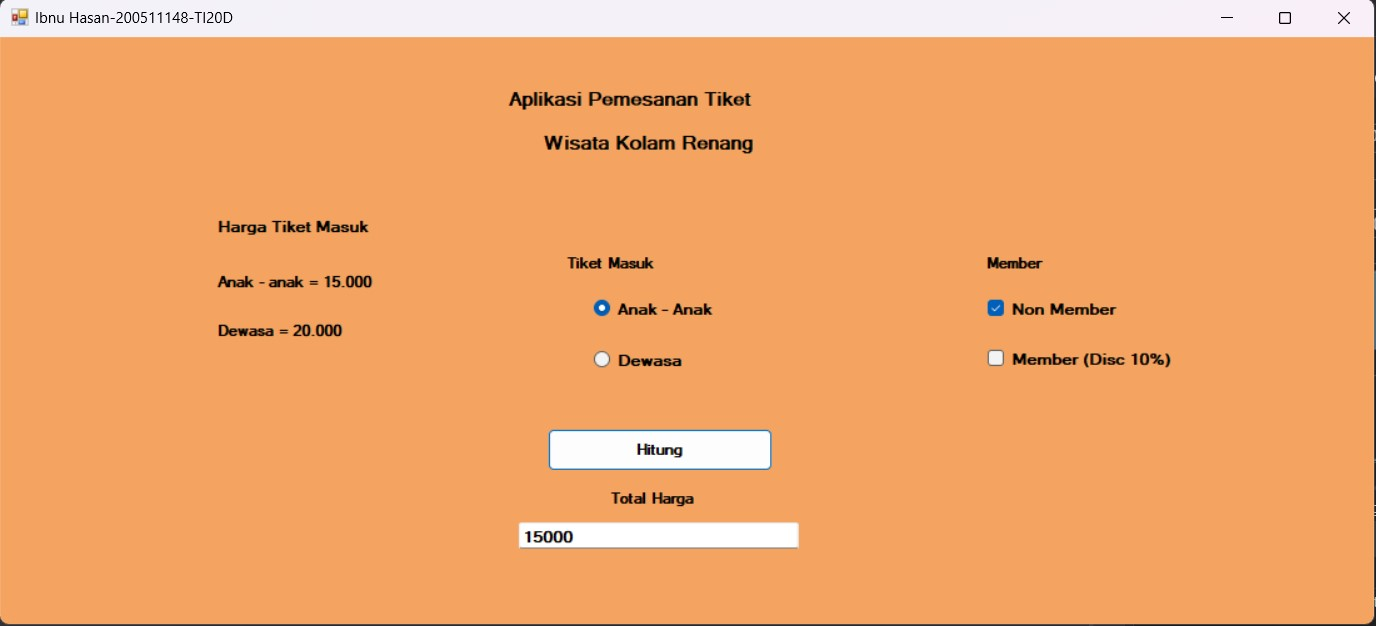 Ibnu Hasan-200511148-TI20D
Aplikasi Pemesanan Tiket
Wisata Kolam Renang
Harga Tiket Masuk
Anak - anak = 15.000
Dewasa = 20.000
Tiket Masuk
Anak - Anak
Dewasa
Member
Non Member
Member (Disc 10%)
Hitung
Total Harga
15000